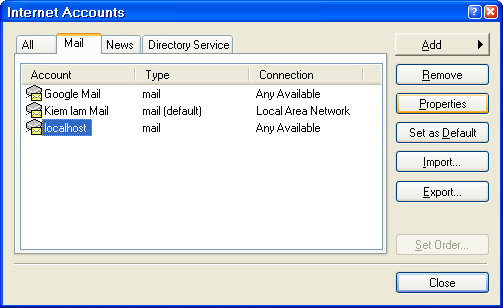 Internet Accounts
All Mail News Directory Service
Add
Account Type Connection
Remove
Google Mail mail Any Available
Properties
Kiem lam Mail mail (default) Local Area Network
localhost mail Any Available
Set as Default
Import...
Export...
Set Order...
Close